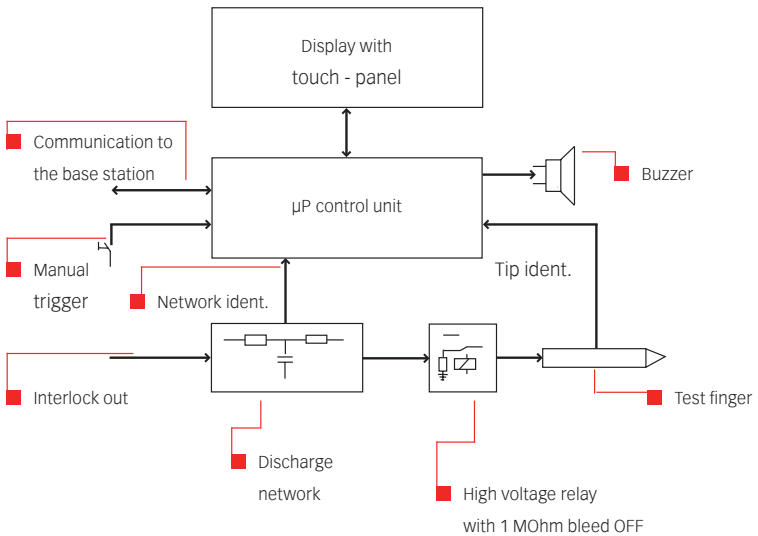 Display with
touch - panel
Communication to
the base station
µP control unit
Buzzer
Manual
trigger
Network ident.
Tip ident.
Interlock out
Test finger
Discharge
network
High voltage relay
with 1 MOhm bleed OFF